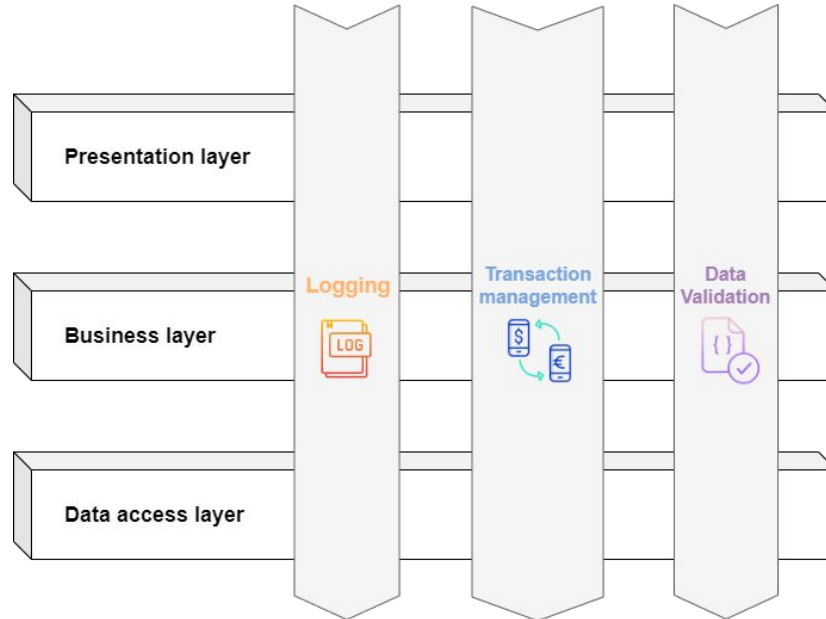 Presentation layer
Logging
Transaction
management
Data
Validation
LOG
$
€
{ }
Business layer
Data access layer